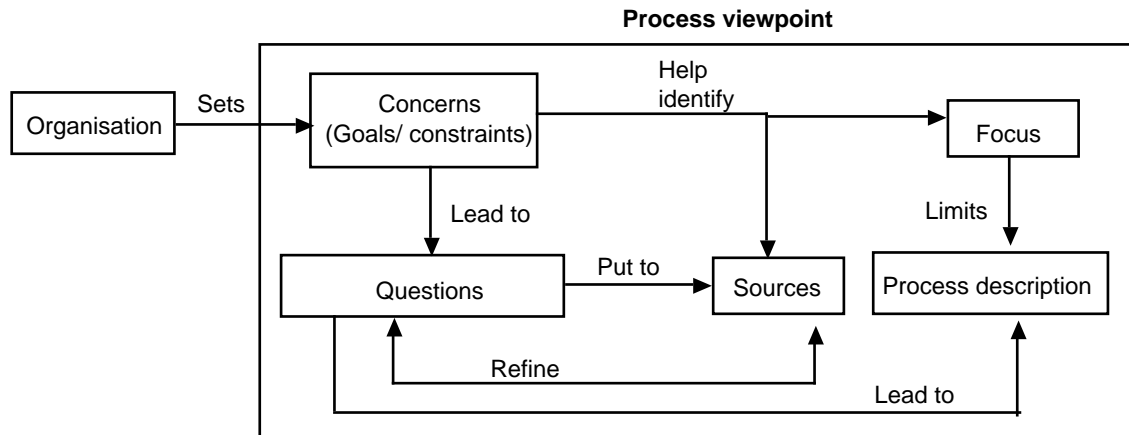 Process viewpoint
Help
identify
Sets
Concerns
(Goals/ constraints)
Organisation
Focus
Lead to
Limits
Put to
Questions
Sources
Process description
Refine
Lead to